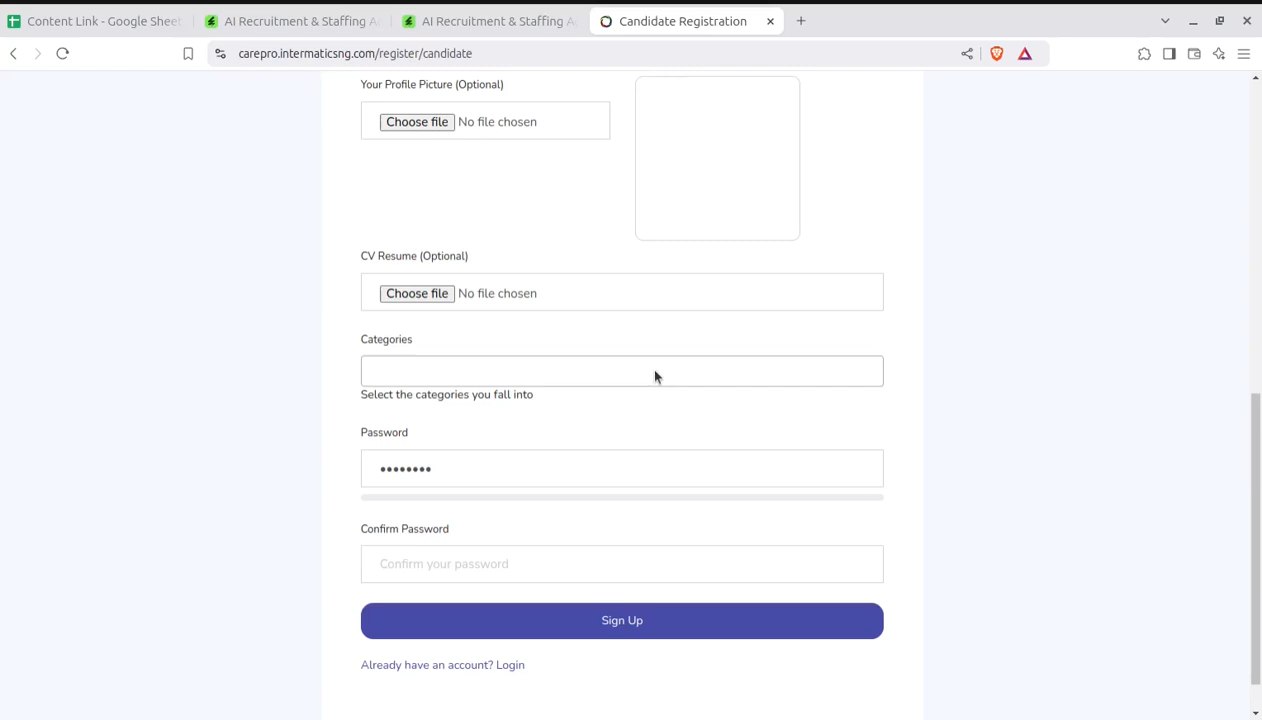 Link - Google Sheet
AI Recruitment & Staffing A
AI Recruitment & Staffing A
Candidate Registration
carepro.intermaticsng.com/register/candidate
Your Profile Picture (Optional)
Choose file No file chosen
CV Resume (Optional)
Choose file No file chosen
Categories
Select the categories you fall into
Password
••••••••
Confirm Password
Confirm your password
Sign Up
Already have an account? Login